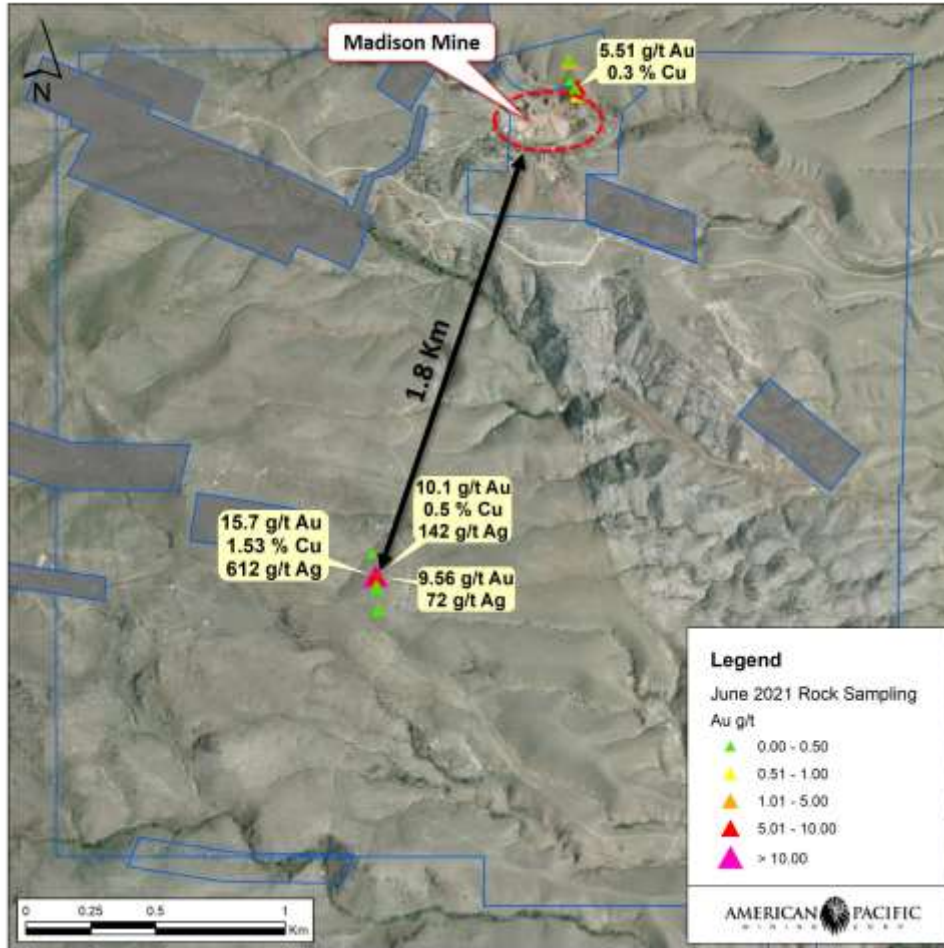 N
Madison Mine
5.51 g/t Au
0.3 % Cu
1.8 Km
10.1 g/t Au
0.5 % Cu
142 g/t Ag
15.7 g/t Au
1.53 % Cu
612 g/t Ag
9.56 g/t Au
72 g/t Ag
Legend
June 2021 Rock Sampling
Au g/t
0.00 - 0.50
0.51 - 1.00
1.01 - 5.00
5.01 - 10.00
> 10.00
0 0.25 0.5 1
Km
AMERICAN PACIFIC
MINING CORP